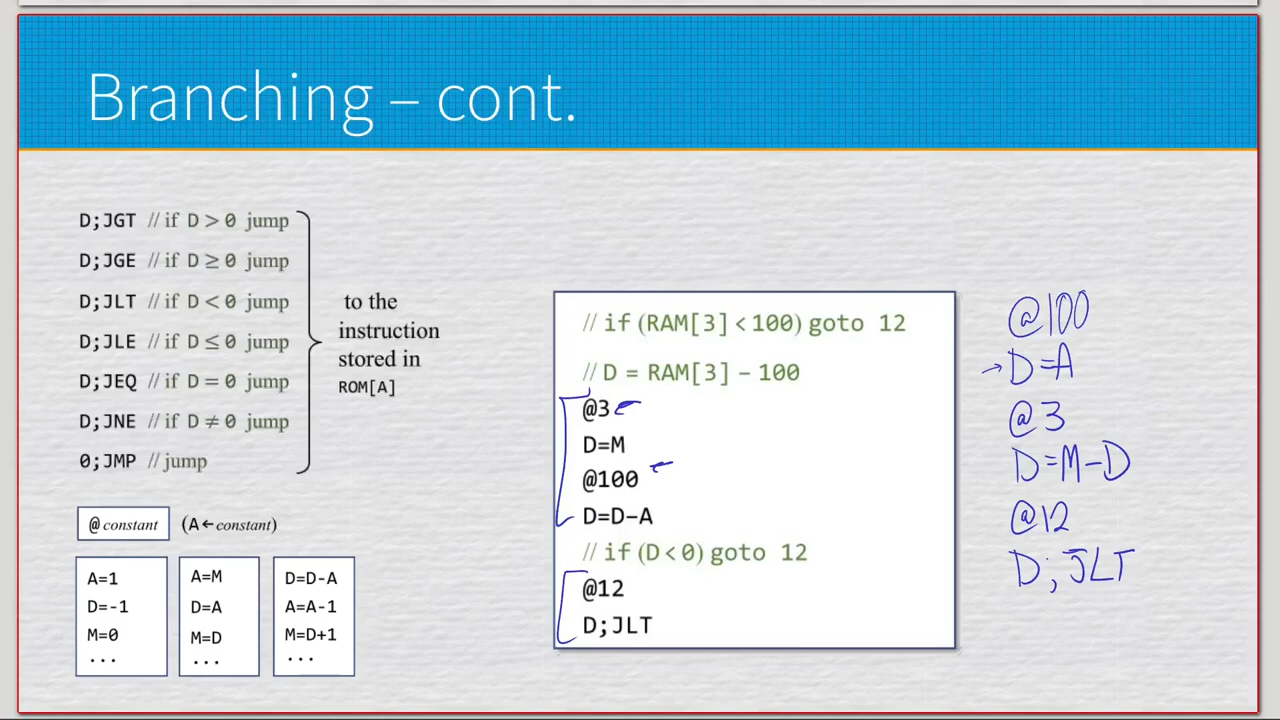 Branching – cont.
D;JGT // if D > 0 jump
D;JGE // if D ≥ 0 jump
D;JLT // if D < 0 jump
D;JLE // if D ≤ 0 jump
D;JEQ // if D = 0 jump
D;JNE // if D ≠ 0 jump
0;JMP // jump
to the
instruction
stored in
ROM[A]
@ constant (A←constant)
A=1
D=-1
M=0
...
A=M
D=A
M=D
...
D=D-A
A=A-1
M=D+1
...
// if (RAM[3] < 100) goto 12
// D = RAM[3] – 100
@3
D=M
@100
D=D–A
// if (D < 0) goto 12
@12
D;JLT
@100
→ D=A
@3
D=M-D
@12
D;JLT